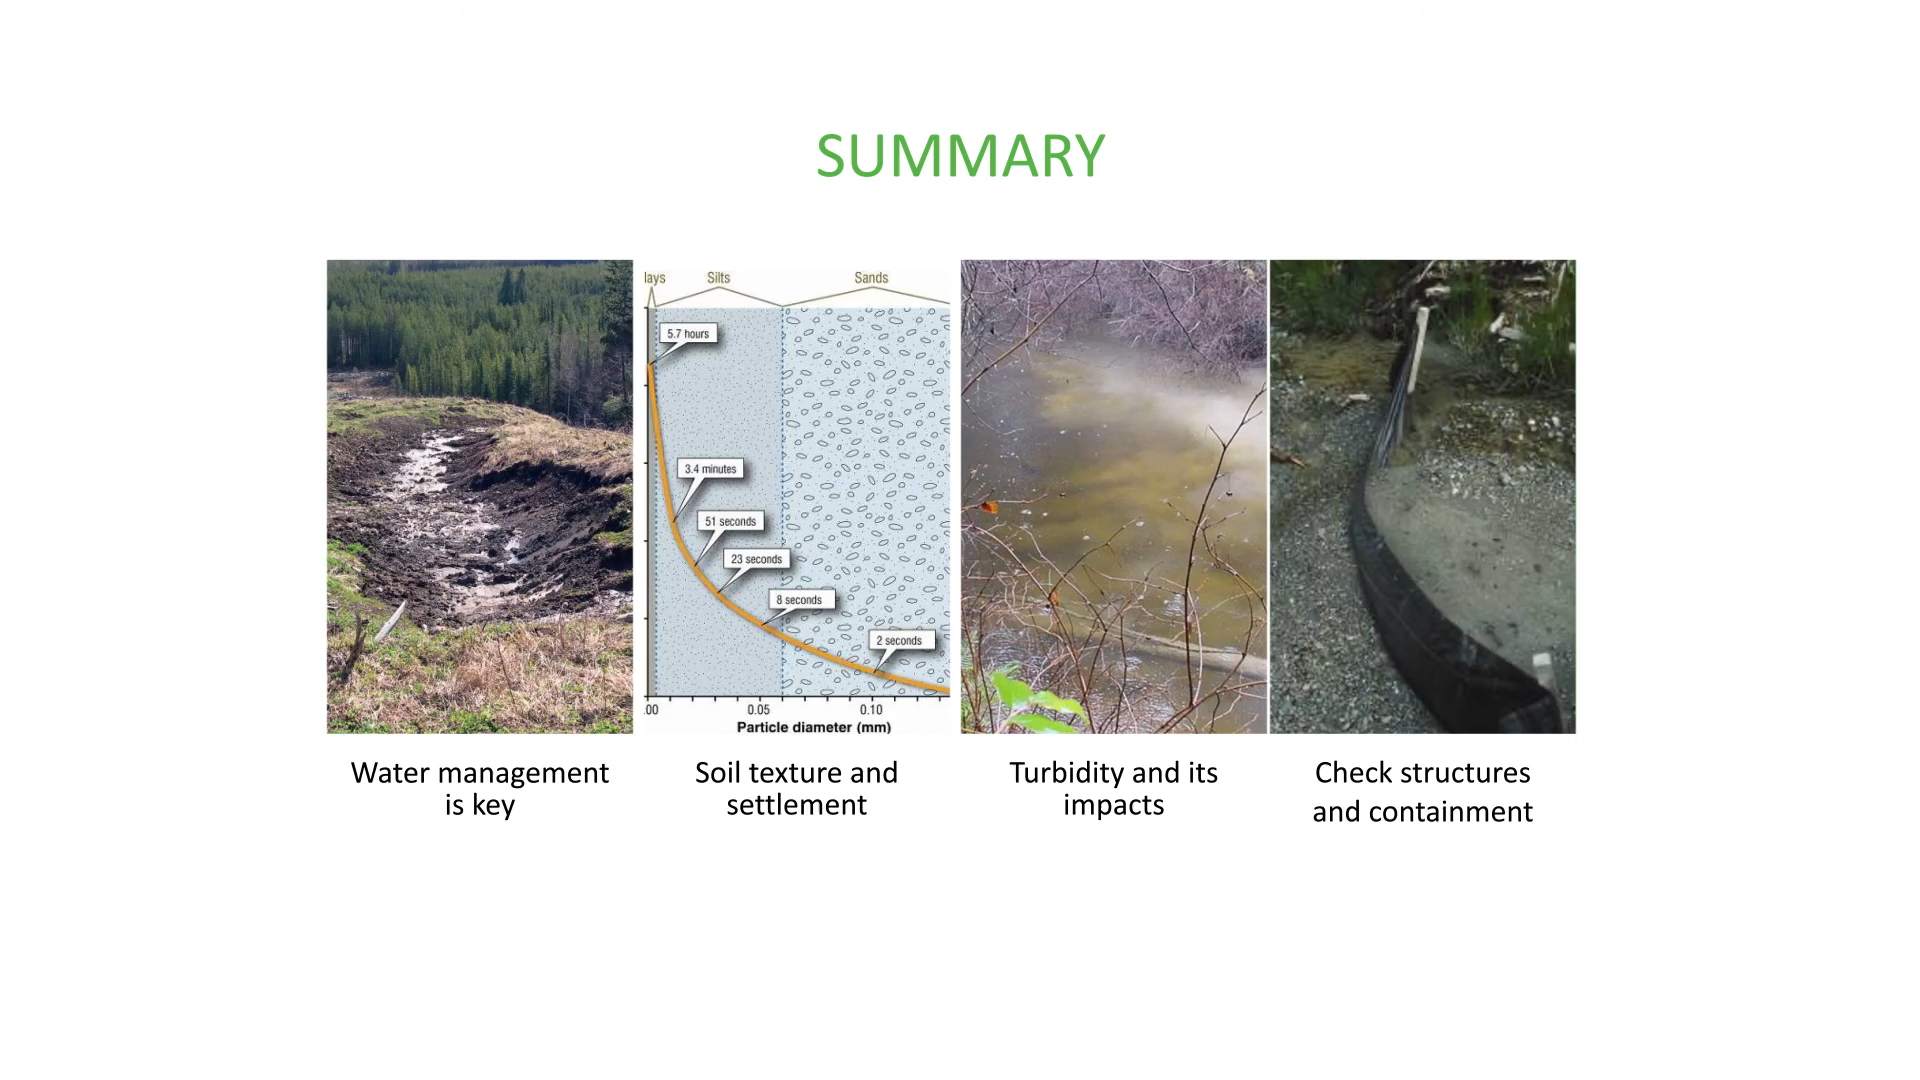 SUMMARY
lays Silts Sands
5.7 hours
3.4 minutes
51 seconds
23 seconds
8 seconds
2 seconds
.00 0.05 0.10
Particle diameter (mm)
Water management
is key
Soil texture and
settlement
Turbidity and its
impacts
Check structures
and containment